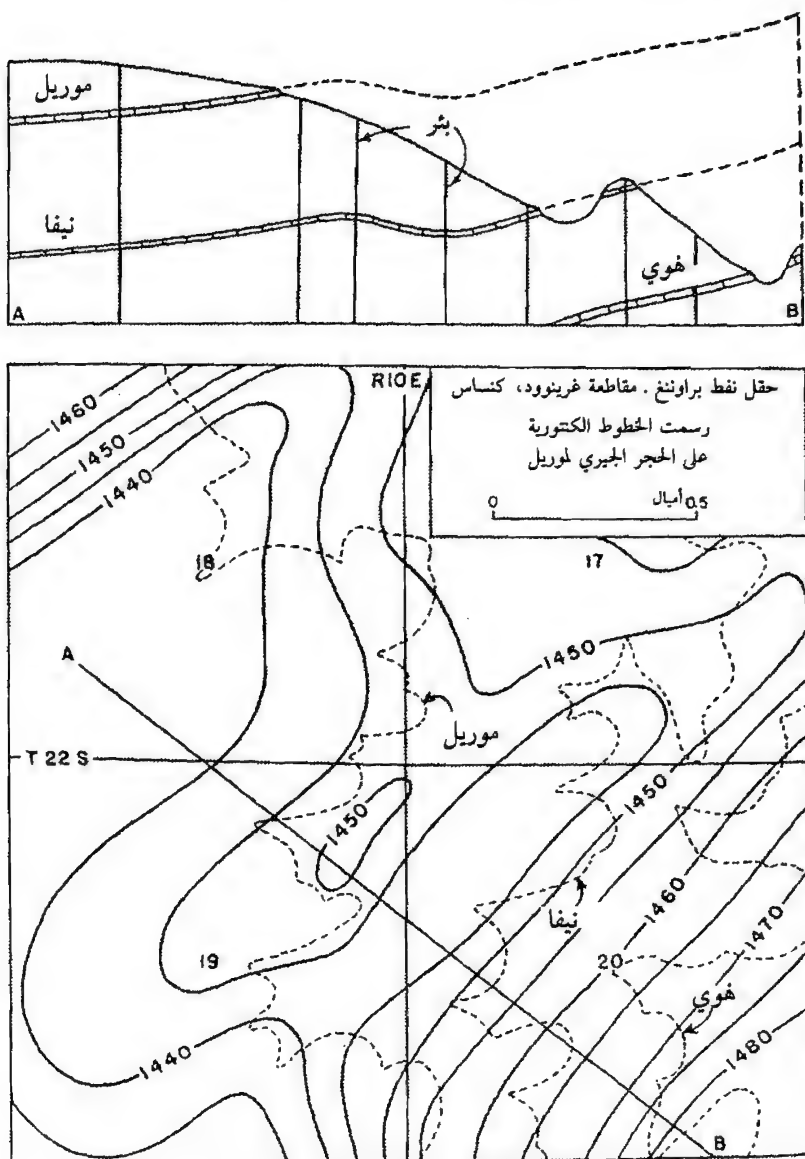 موريل
بئر
نيفا
هوي
A
B
R10E
حقل نفط براوننغ . مقاطعة غرينوود، كنساس
رسمت الخطوط الكنتورية
على الحجر الجيري لموريل
0 أميال 0.5
1460
1450
1440
18
17
A
1450
موريل
T 22 S
1450
1450
نيفا
1460
1470
19
20
هوي
1440
1480
B